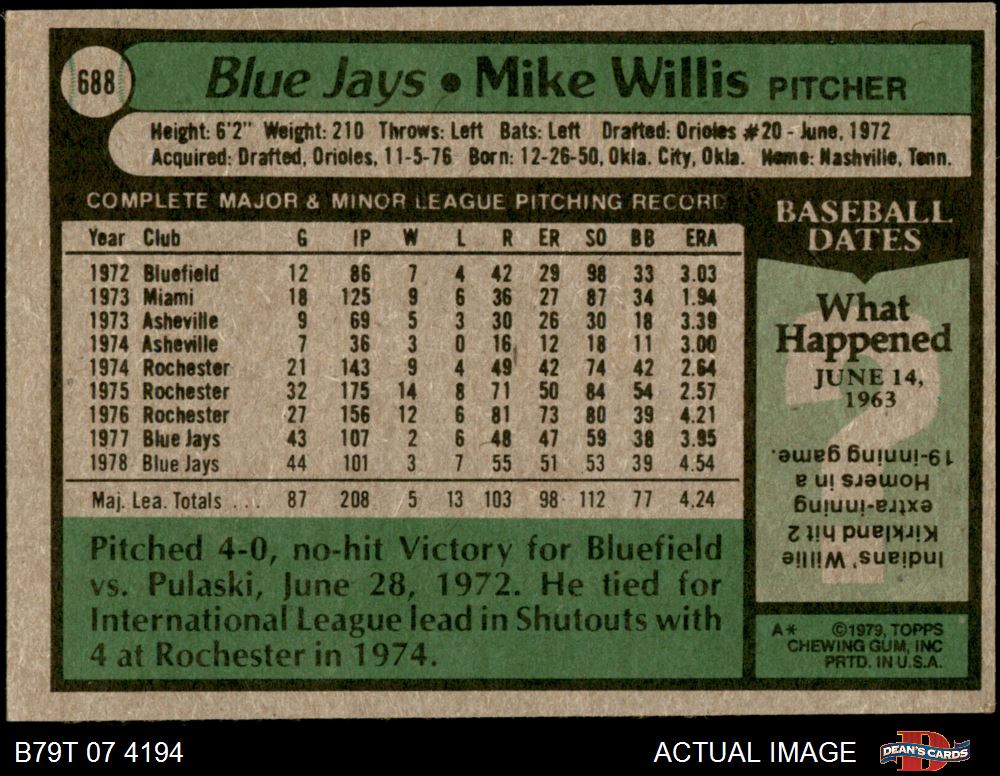 688
Blue Jays • Mike Willis PITCHER
Height: 6'2" Weight: 210 Throws: Left Bats: Left Drafted: Orioles #20 - June, 1972
Acquired: Drafted, Orioles, 11-5-76 Born: 12-26-50, Okla. City, Okla. Home: Nashville, Tenn.
COMPLETE MAJOR & MINOR LEAGUE PITCHING RECORD
Year Club G IP W L R ER SO BB ERA
1972 Bluefield 12 86 7 4 42 29 98 33 3.03
1973 Miami 18 125 9 6 36 27 87 34 1.94
1973 Asheville 9 69 5 3 30 26 30 18 3.39
1974 Asheville 7 36 3 0 16 12 18 11 3.00
1974 Rochester 21 143 9 4 49 42 74 42 2.64
1975 Rochester 32 175 14 8 71 50 84 54 2.57
1976 Rochester 27 156 12 6 81 73 80 39 4.21
1977 Blue Jays 43 107 2 6 48 47 59 38 3.95
1978 Blue Jays 44 101 3 7 55 51 53 39 4.54
Maj. Lea. Totals ... 87 208 5 13 103 98 112 77 4.24
Pitched 4-0, no-hit Victory for Bluefield
vs. Pulaski, June 28, 1972. He tied for
International League lead in Shutouts with
4 at Rochester in 1974.
BASEBALL
DATES
What
Happened
JUNE 14,
1963
Indians' Willie
Kirkland hit 2
extra-inning
Homers in a
19-inning game.
A* ©1979, TOPPS
CHEWING GUM, INC
PRTD. IN U.S.A.
B79T 07 4194
ACTUAL IMAGE
DEAN'S CARDS